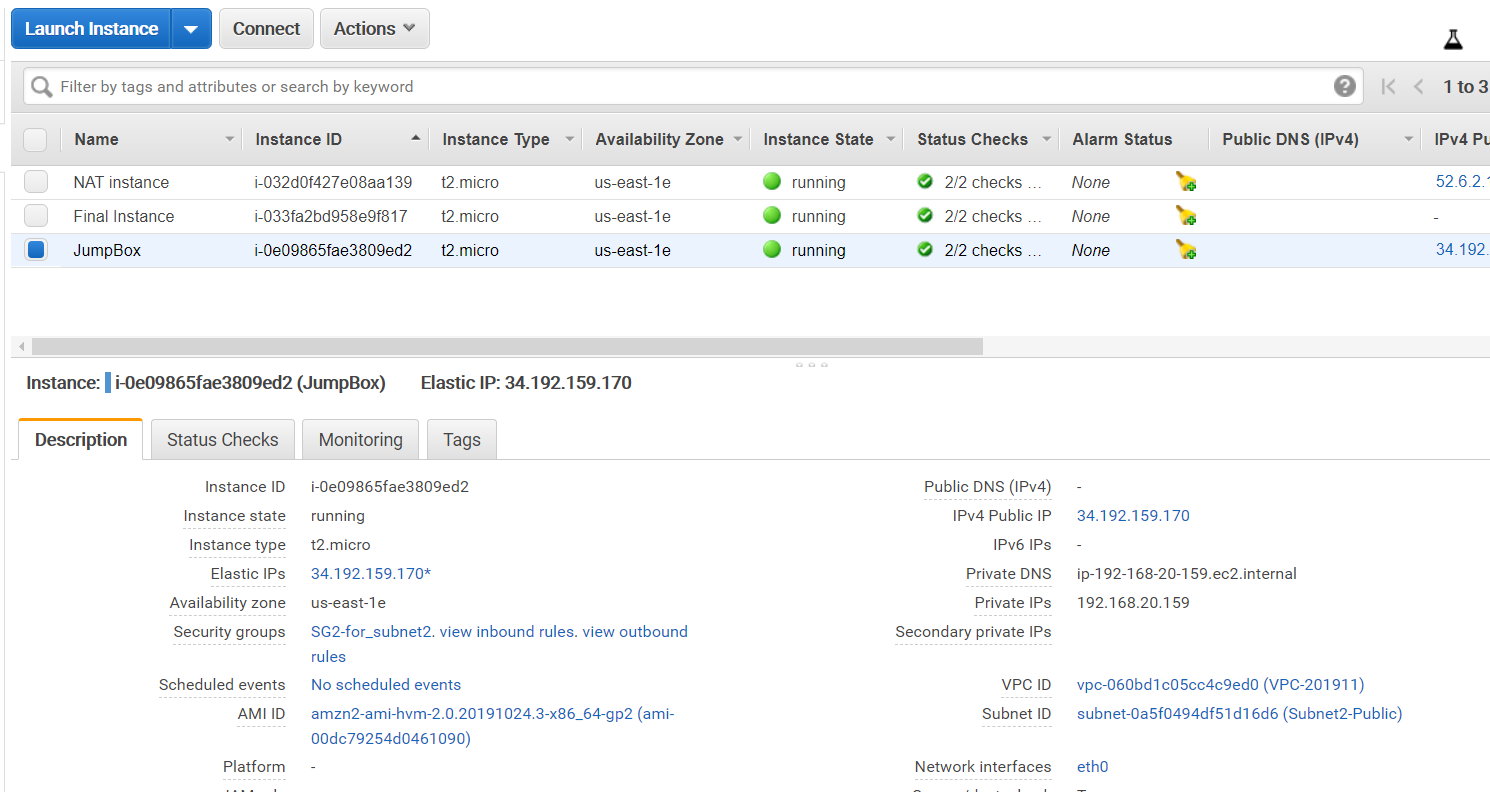 Launch Instance Connect Actions
Filter by tags and attributes or search by keyword ? 1 to 3
Name Instance ID Instance Type Availability Zone Instance State Status Checks Alarm Status Public DNS (IPv4) IPv4 Pu
NAT instance i-032d0f427e08aa139 t2.micro us-east-1e running 2/2 checks ... None 52.6.2.1
Final Instance i-033fa2bd958e9f817 t2.micro us-east-1e running 2/2 checks ... None -
JumpBox i-0e09865fae3809ed2 t2.micro us-east-1e running 2/2 checks ... None 34.192.
Instance: i-0e09865fae3809ed2 (JumpBox) Elastic IP: 34.192.159.170
Description Status Checks Monitoring Tags
Instance ID i-0e09865fae3809ed2 Public DNS (IPv4) -
Instance state running IPv4 Public IP 34.192.159.170
Instance type t2.micro IPv6 IPs -
Elastic IPs 34.192.159.170* Private DNS ip-192-168-20-159.ec2.internal
Availability zone us-east-1e Private IPs 192.168.20.159
Security groups SG2-for_subnet2. view inbound rules. view outbound Secondary private IPs
rules
Scheduled events No scheduled events VPC ID vpc-060bd1c05cc4c9ed0 (VPC-201911)
AMI ID amzn2-ami-hvm-2.0.20191024.3-x86_64-gp2 (ami- Subnet ID subnet-0a5f0494df51d16d6 (Subnet2-Public)
00dc79254d0461090)
Platform - Network interfaces eth0